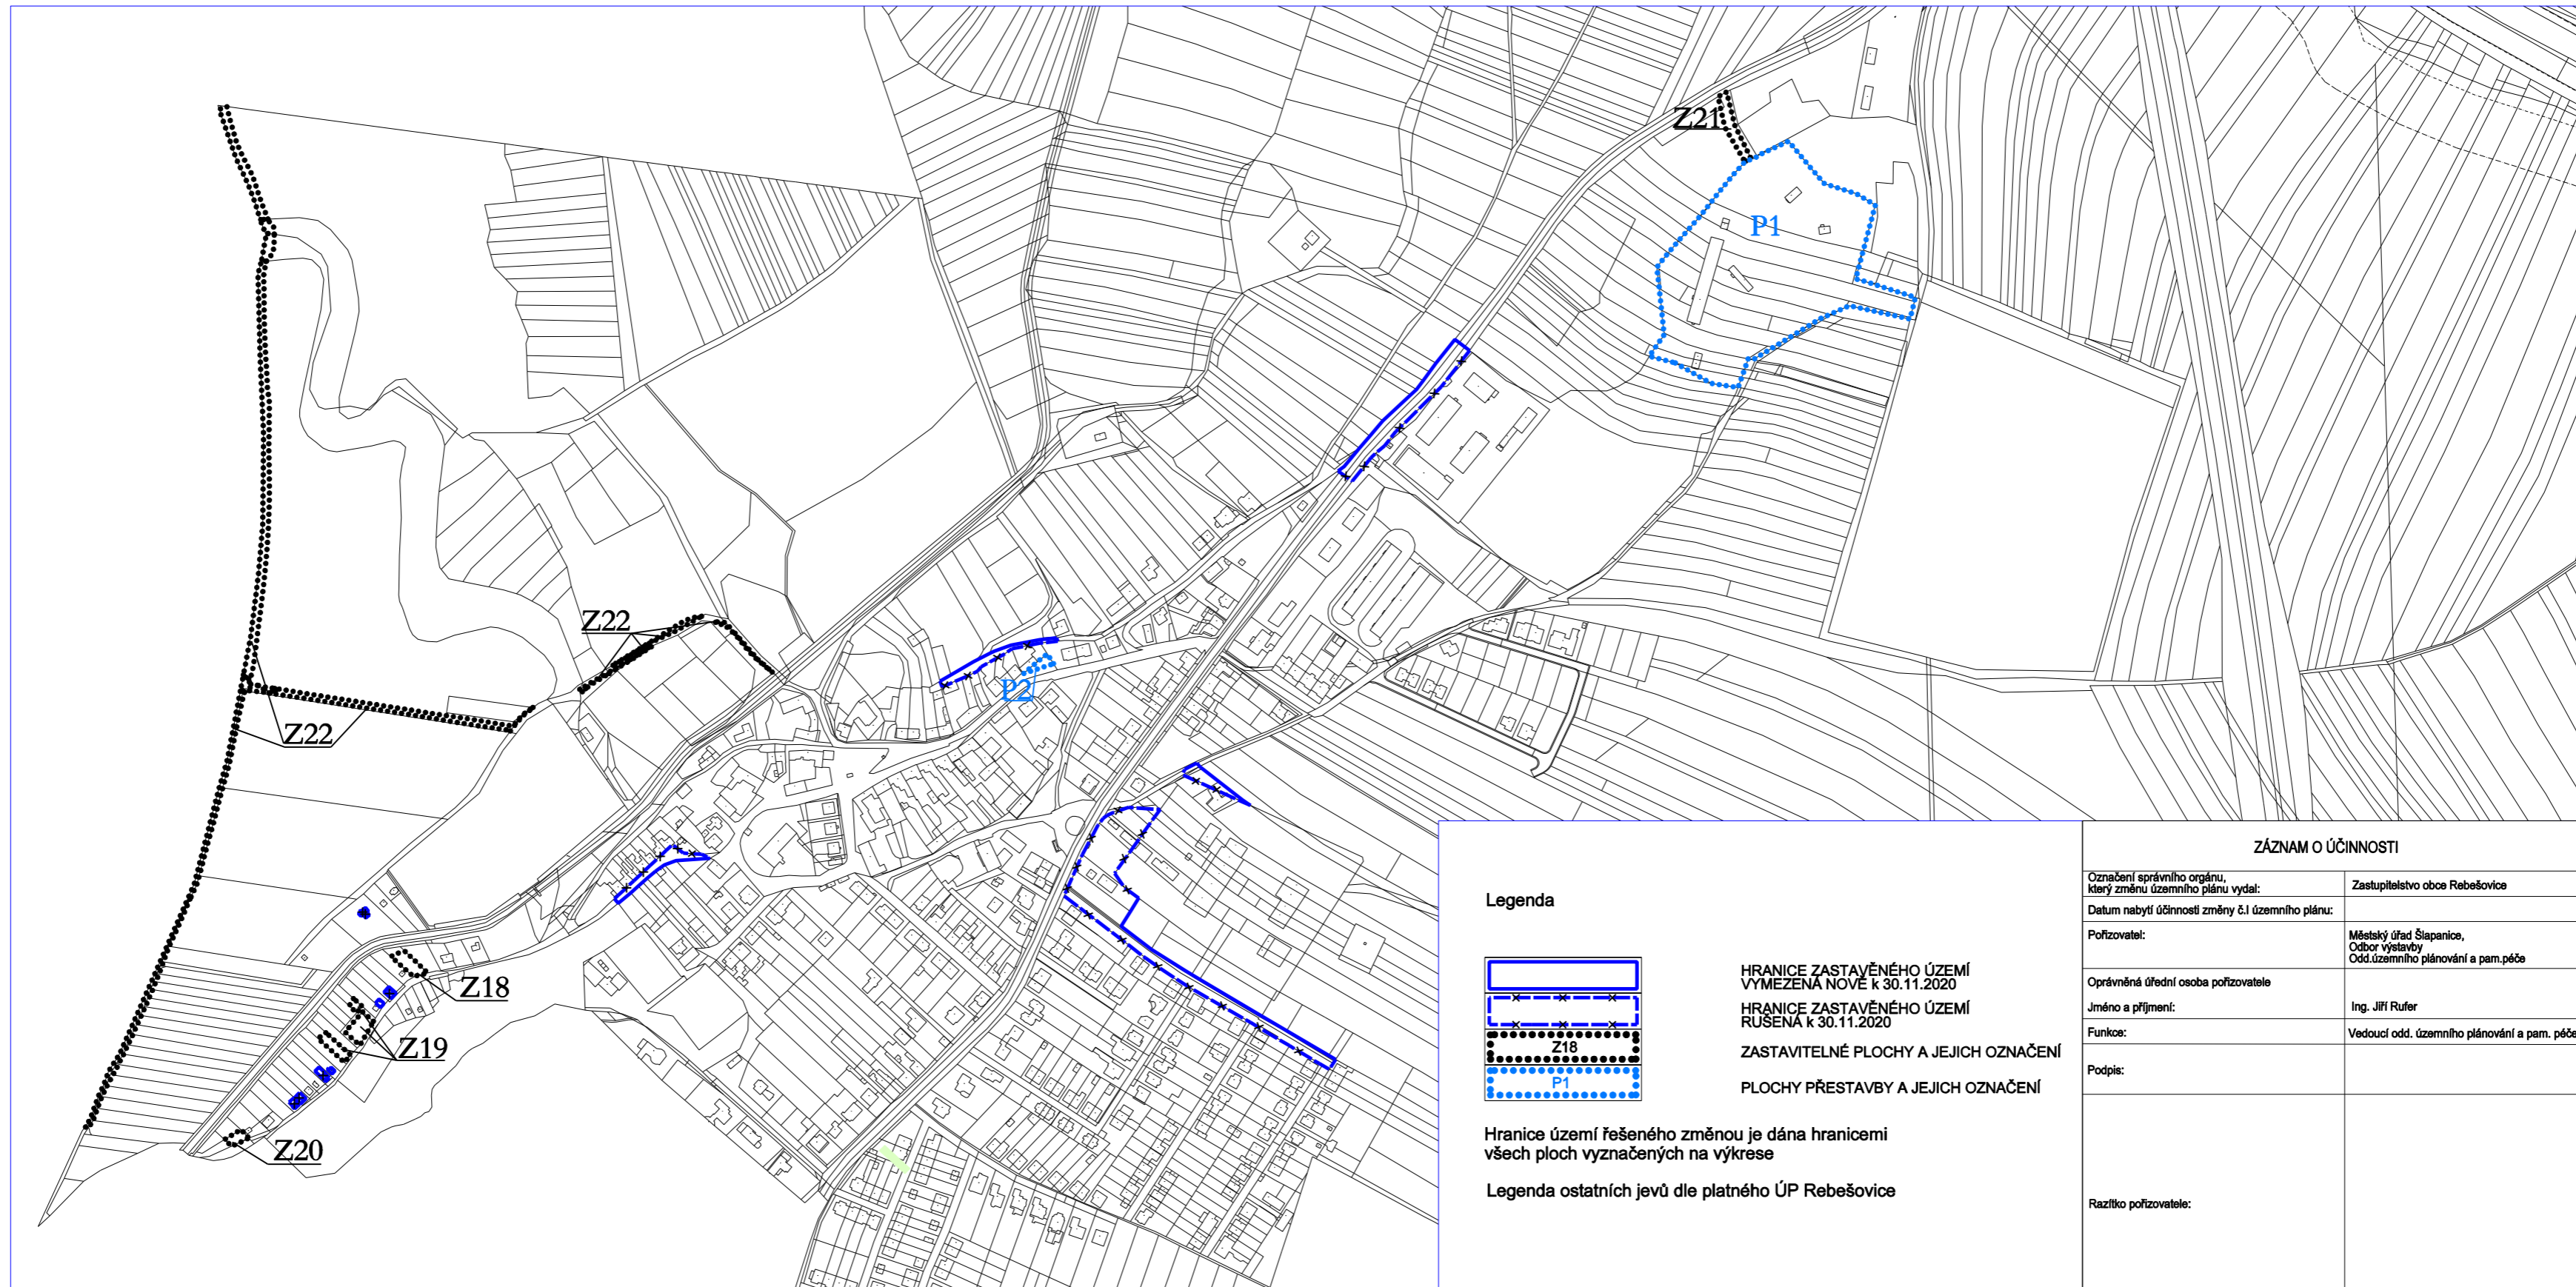 Z21
P1
Z22
P2
Z22
Z18
Z19
Z20
Legenda
HRANICE ZASTAVĚNÉHO ÚZEMÍ
VYMEZENÁ NOVĚ k 30.11.2020
HRANICE ZASTAVĚNÉHO ÚZEMÍ
RUŠENÁ k 30.11.2020
Z18
ZASTAVITELNÉ PLOCHY A JEJICH OZNAČENÍ
P1
PLOCHY PŘESTAVBY A JEJICH OZNAČENÍ
Hranice území řešeného změnou je dána hranicemi
všech ploch vyznačených na výkrese
Legenda ostatních jevů dle platného ÚP Rebešovice
ZÁZNAM O ÚČINNOSTI
Označení správního orgánu,
který změnu územního plánu vydal:
Zastupitelstvo obce Rebešovice
Datum nabytí účinnosti změny č.I územního plánu:
Pořizovatel:
Městský úřad Šlapanice,
Odbor výstavby
Odd.územního plánování a pam.péče
Oprávněná úřední osoba pořizovatele
Jméno a příjmení:
Ing. Jiří Rufer
Funkce:
Vedoucí odd. územního plánování a pam. péče
Podpis:
Razítko pořizovatele: